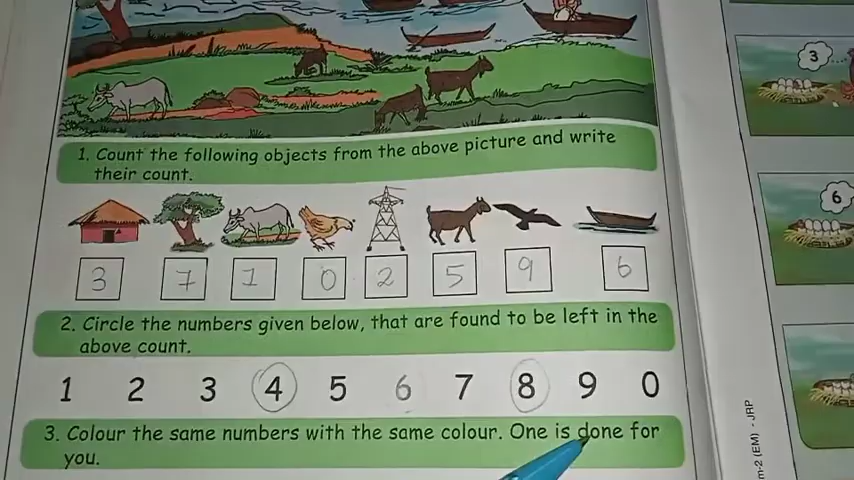 1. Count the following objects from the above picture and write
their count.
3 7 1 0 2 5 9 6
2. Circle the numbers given below, that are found to be left in the
above count.
1 2 3 4 5 6 7 8 9 0
3. Colour the same numbers with the same colour. One is done for
you.
3
6
m-2 (EM) - JRP